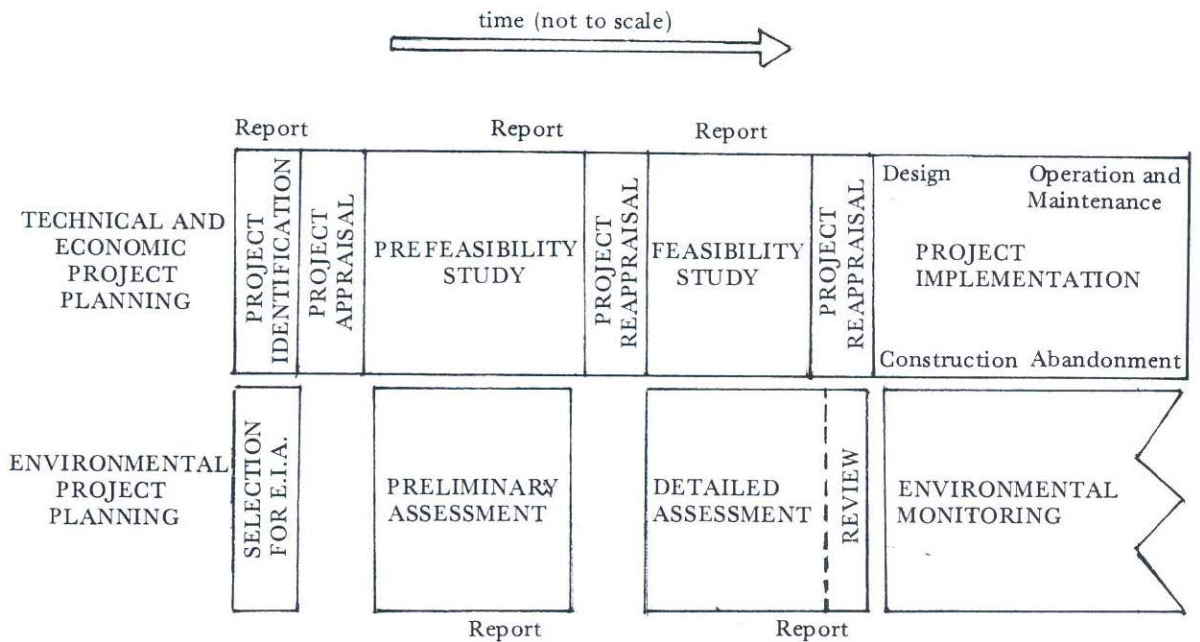 time (not to scale)
Report
Report
Report
TECHNICAL AND
ECONOMIC
PROJECT
PLANNING
PROJECT
IDENTIFICATION
PROJECT
APPRAISAL
PREFEASIBILITY
STUDY
PROJECT
REAPPRAISAL
FEASIBILITY
STUDY
PROJECT
REAPPRAISAL
Design
Operation and
Maintenance
PROJECT
IMPLEMENTATION
Construction
Abandonment
ENVIRONMENTAL
PROJECT
PLANNING
SELECTION
FOR E.I.A.
PRELIMINARY
ASSESSMENT
DETAILED
ASSESSMENT
REVIEW
ENVIRONMENTAL
MONITORING
Report
Report